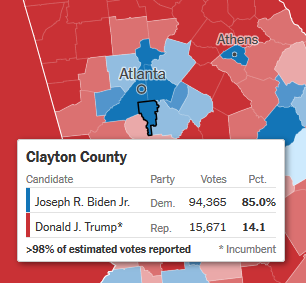 Athens
Atlanta
Clayton County
Candidate Party Votes Pct.
Joseph R. Biden Jr. Dem. 94,365 85.0%
Donald J. Trump* Rep. 15,671 14.1
>98% of estimated votes reported * Incumbent